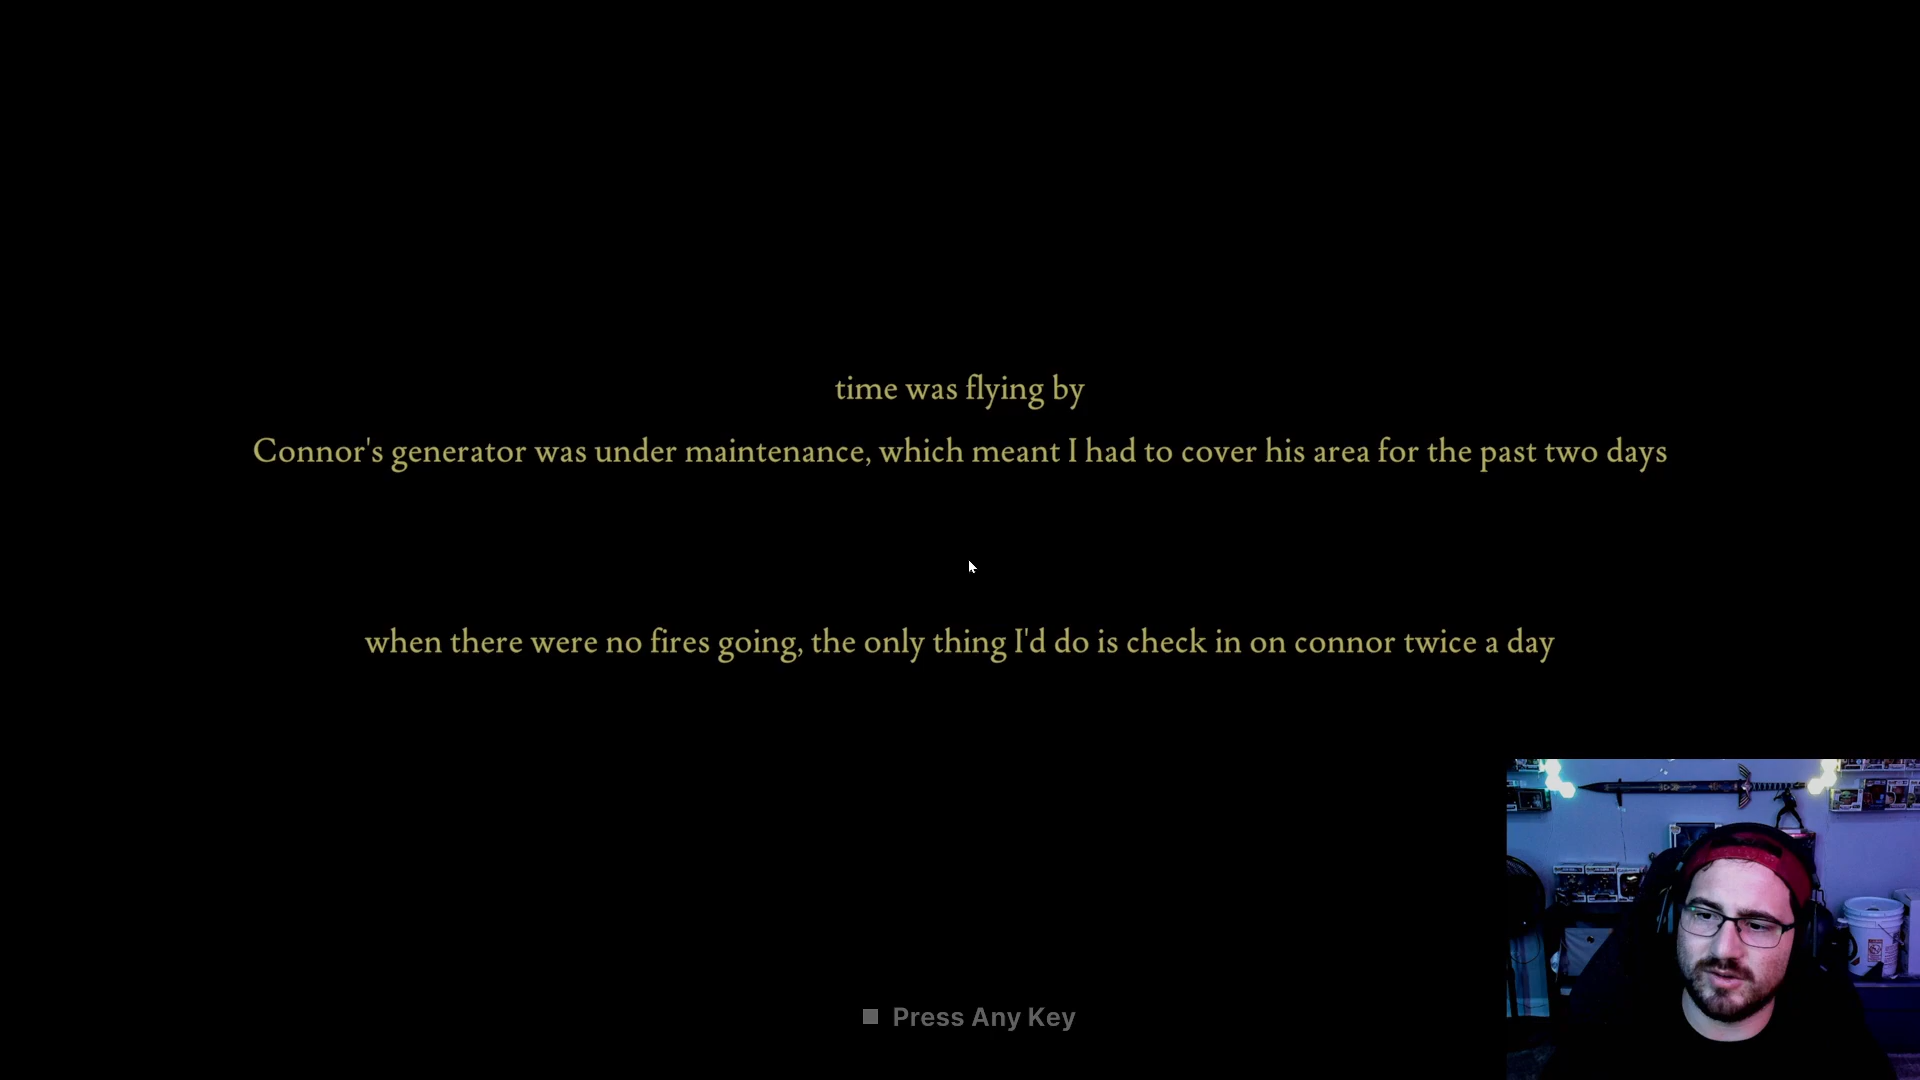 time was flying by
Connor's generator was under maintenance, which meant I had to cover his area for the past two days
when there were no fires going, the only thing I'd do is check in on connor twice a day
Press Any Key